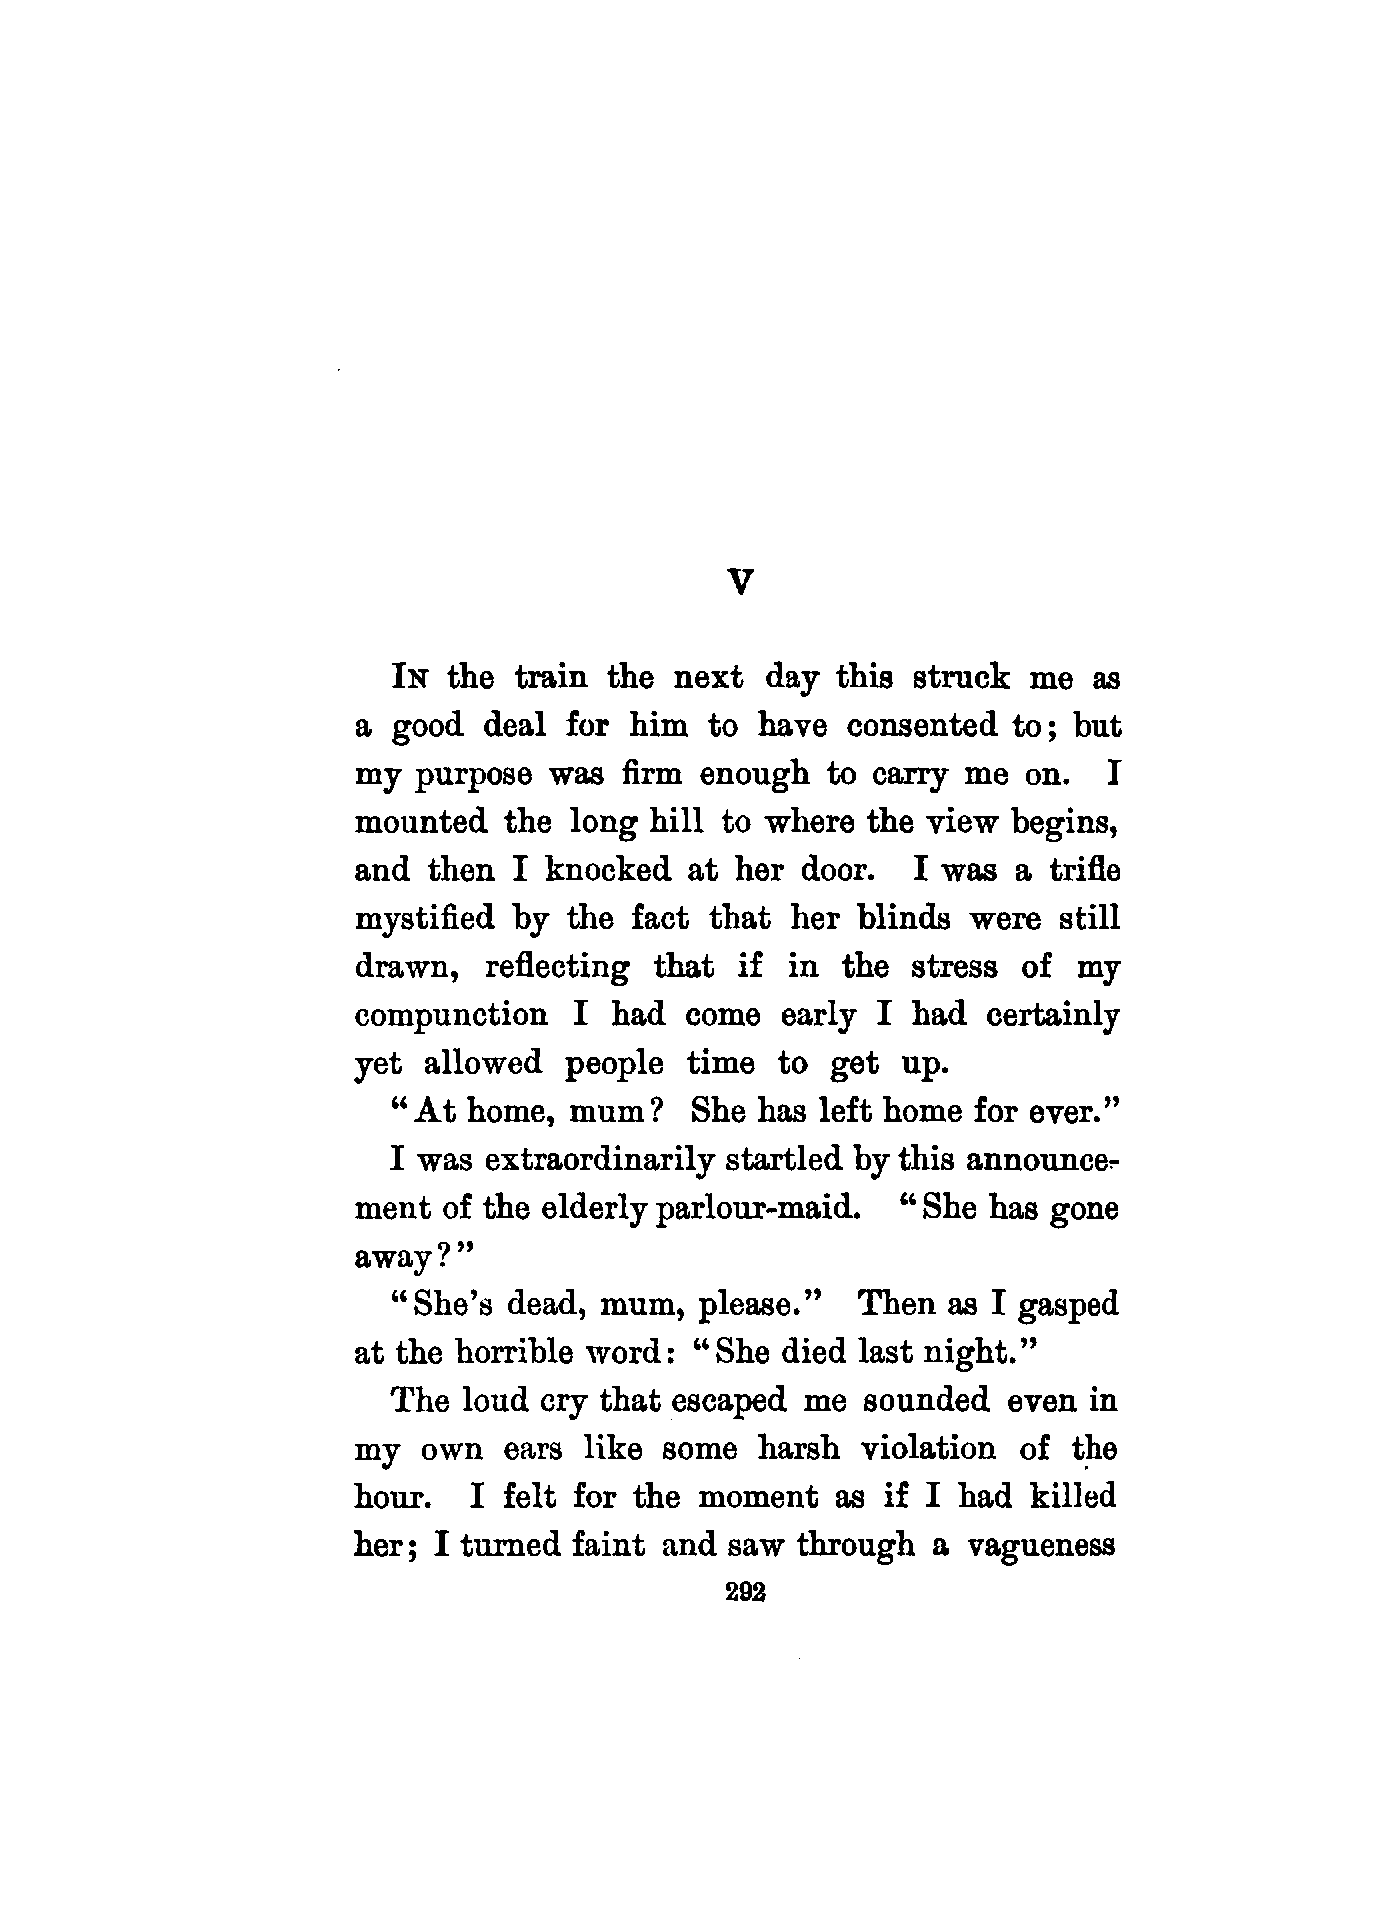 V
In the train the next day this struck me as
a good deal for him to have consented to; but
my purpose was firm enough to carry me on. I
mounted the long hill to where the view begins,
and then I knocked at her door. I was a trifle
mystified by the fact that her blinds were still
drawn, reflecting that if in the stress of my
compunction I had come early I had certainly
yet allowed people time to get up.
“At home, mum? She has left home for ever.”
I was extraordinarily startled by this announce-
ment of the elderly parlour-maid. “She has gone
away?”
“She’s dead, mum, please.” Then as I gasped
at the horrible word: “She died last night.”
The loud cry that escaped me sounded even in
my own ears like some harsh violation of the
hour. I felt for the moment as if I had killed
her; I turned faint and saw through a vagueness
292